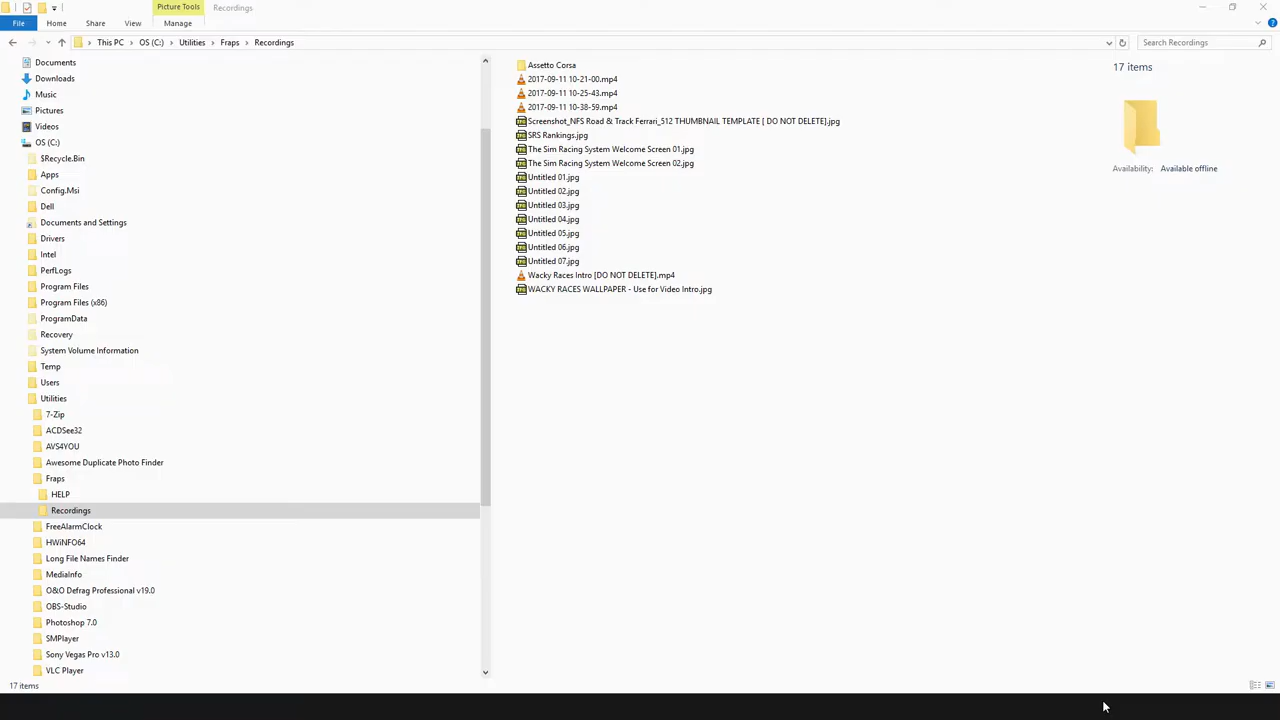 Picture Tools
Recordings
File
Home
Share
View
Manage
This PC
OS (C:)
Utilities
Fraps
Recordings
Search Recordings
Documents
Downloads
Music
Pictures
Videos
OS (C:)
$Recycle.Bin
Apps
Config.Msi
Dell
Documents and Settings
Drivers
Intel
PerfLogs
Program Files
Program Files (x86)
ProgramData
Recovery
System Volume Information
Temp
Users
Utilities
7-Zip
ACDSee32
AVS4YOU
Awesome Duplicate Photo Finder
Fraps
HELP
Recordings
FreeAlarmClock
HWiNFO64
Long File Names Finder
MediaInfo
O&O Defrag Professional v19.0
OBS-Studio
Photoshop 7.0
SMPlayer
Sony Vegas Pro v13.0
VLC Player
Assetto Corsa
2017-09-11 10-21-00.mp4
2017-09-11 10-25-43.mp4
2017-09-11 10-38-59.mp4
Screenshot_NFS Road & Track Ferrari_512 THUMBNAIL TEMPLATE [ DO NOT DELETE].jpg
SRS Rankings.jpg
The Sim Racing System Welcome Screen 01.jpg
The Sim Racing System Welcome Screen 02.jpg
Untitled 01.jpg
Untitled 02.jpg
Untitled 03.jpg
Untitled 04.jpg
Untitled 05.jpg
Untitled 06.jpg
Untitled 07.jpg
Wacky Races Intro [DO NOT DELETE].mp4
WACKY RACES WALLPAPER - Use for Video Intro.jpg
17 items
Availability: Available offline
17 items